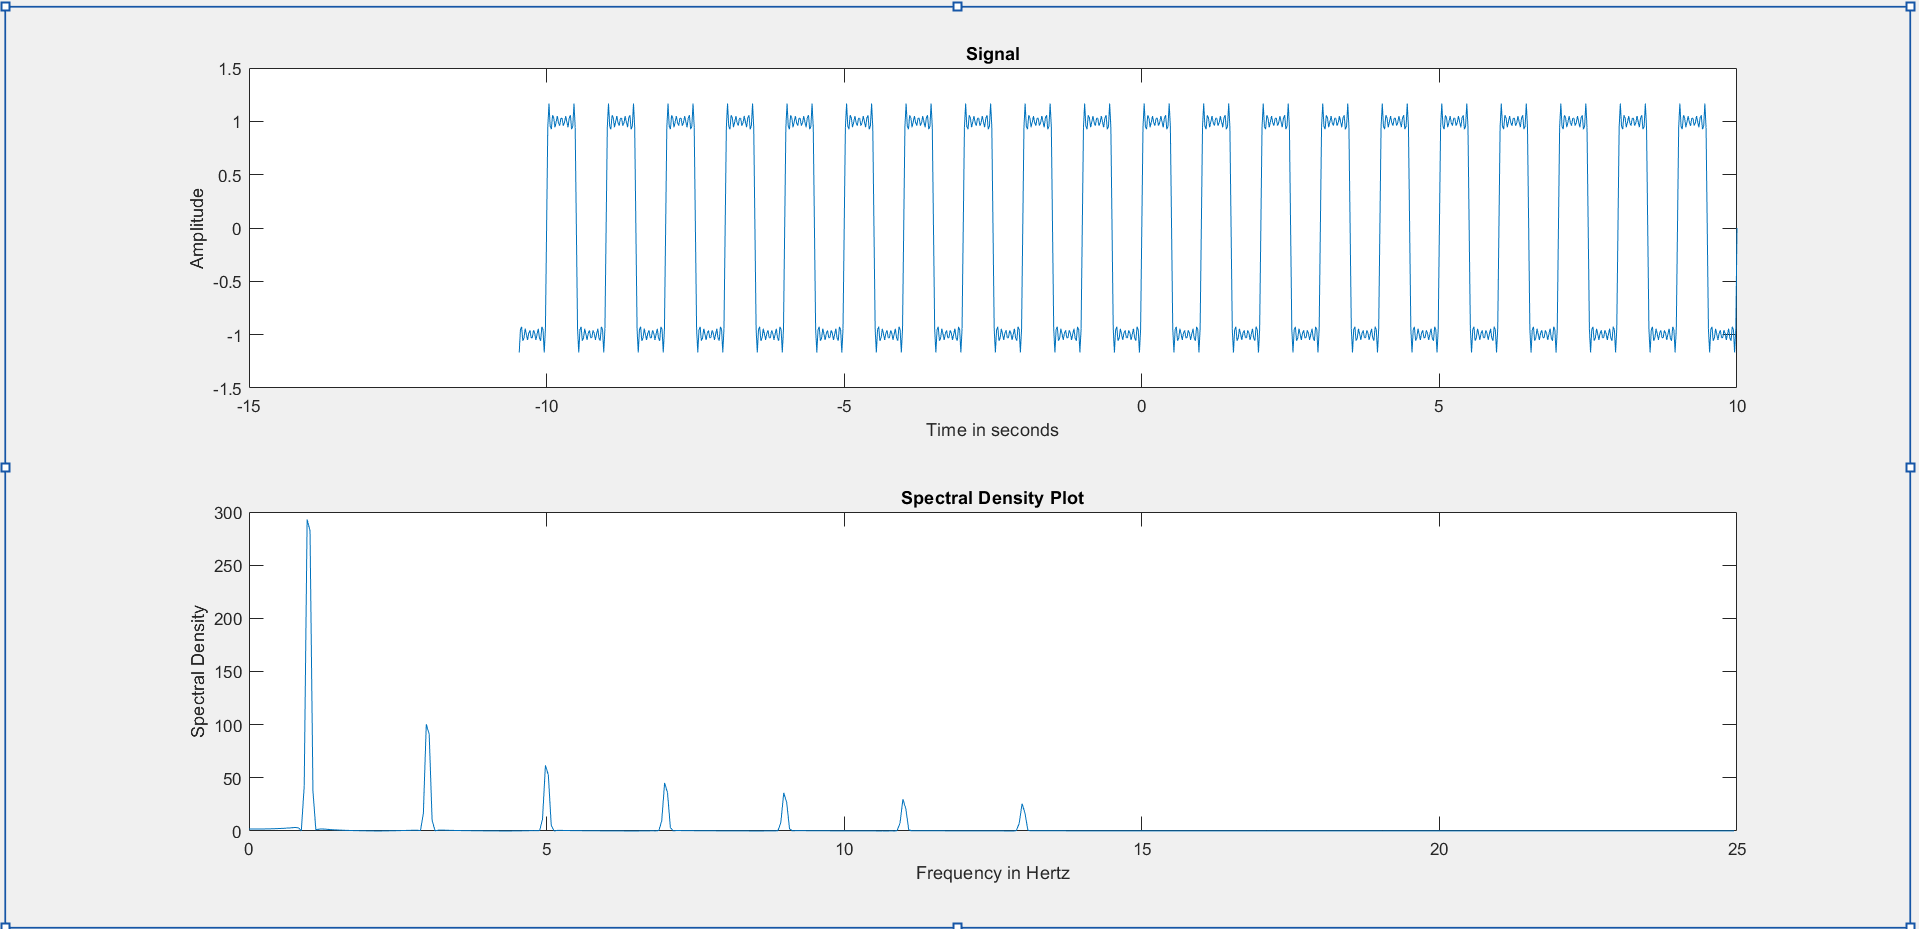 Signal
1.5
1
0.5
0
-0.5
-1
-1.5
Amplitude
-15 -10 -5 0 5 10
Time in seconds
Spectral Density Plot
300
250
200
150
100
50
0
Spectral Density
0 5 10 15 20 25
Frequency in Hertz